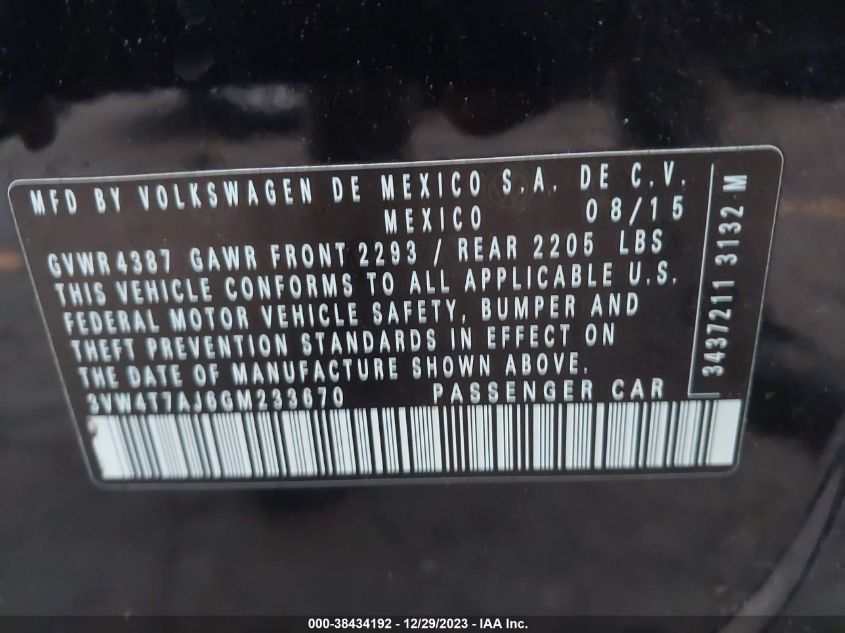 MFD BY VOLKSWAGEN DE MEXICO S.A. DE C.V.
MEXICO 08/15
GVWR 4387 GAWR FRONT 2293 / REAR 2205 LBS
THIS VEHICLE CONFORMS TO ALL APPLICABLE U.S.
FEDERAL MOTOR VEHICLE SAFETY, BUMPER AND
THEFT PREVENTION STANDARDS IN EFFECT ON
THE DATE OF MANUFACTURE SHOWN ABOVE.
3VW4T7AJ6GM233670 PASSENGER CAR
3437211 3132 M
000-38434192 - 12/29/2023 - IAA Inc.